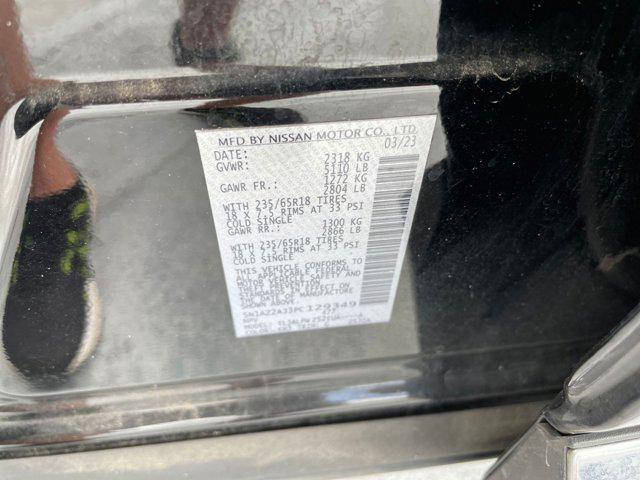 MFD BY NISSAN MOTOR CO., LTD
DATE: 03/23
GVWR: 2318 KG
5110 LB
GAWR FR.: 1272 KG
2804 LB
WITH 235/65R18 TIRES
18 X 7.5 RIMS AT 33 PSI
COLD SINGLE
GAWR RR.: 1300 KG
2866 LB
WITH 235/65R18 TIRES
18 X 7.5 RIMS AT 33 PSI
COLD SINGLE
THIS VEHICLE CONFORMS TO
ALL APPLICABLE FEDERAL
MOTOR VEHICLE SAFETY AND
THEFT PREVENTION
STANDARDS IN EFFECT ON
THE DATE OF MANUFACTURE
SHOWN ABOVE.
129349
MPV
MODEL:
COLOR: TRIM: